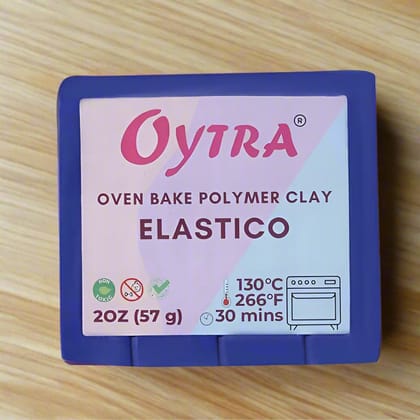 OYTRA®
OVEN BAKE POLYMER CLAY
ELASTICO
130°C
266°F
2OZ (57 g)
30 mins